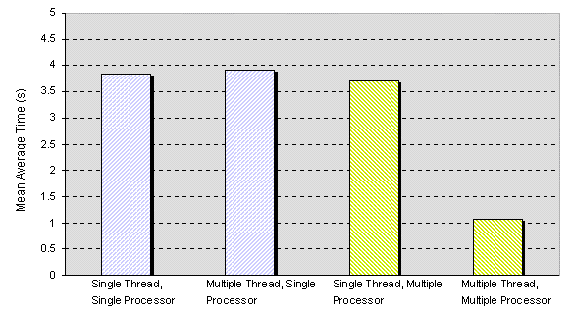 5
4.5
4
3.5
3
2.5
2
1.5
1
0.5
0
Mean Average Time (s)
Single Thread,
Single Processor
Multiple Thread, Single
Processor
Single Thread, Multiple
Processor
Multiple Thread,
Multiple Processor